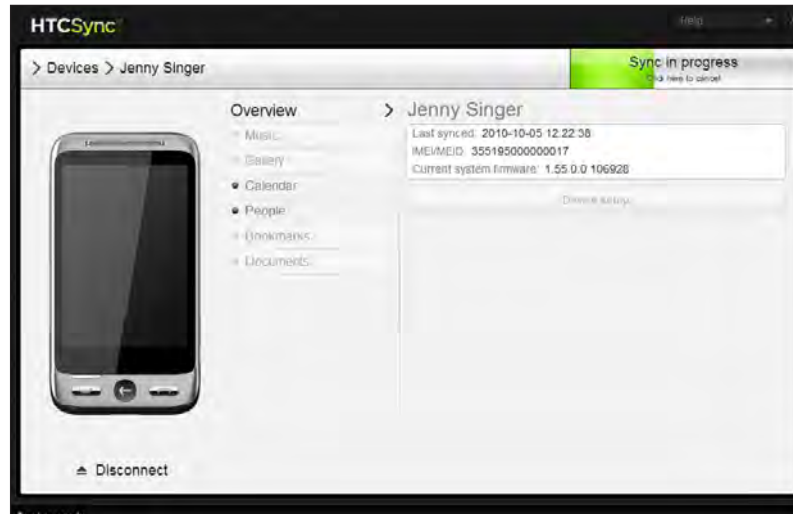 HTCSync
Help
> Devices > Jenny Singer
Sync in progress
Click here to cancel
Overview
Music
Gallery
Calendar
People
Bookmarks
Documents
> Jenny Singer
Last synced: 2010-10-05 12:22:38
IMEI/MEID: 355195000000017
Current system firmware: 1.55.0.0 106928
Device setup
Disconnect